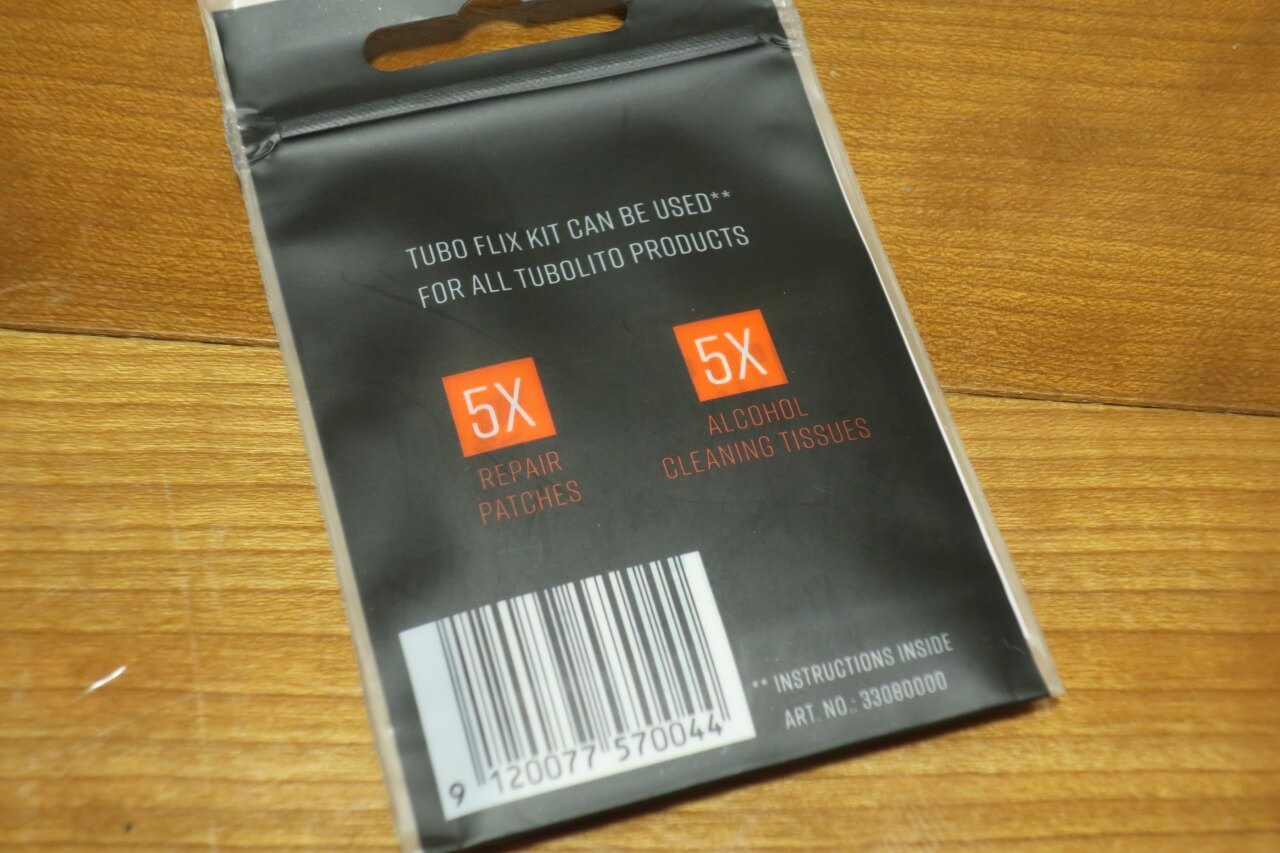 TUBO FLIX KIT CAN BE USED**
FOR ALL TUBOLITO PRODUCTS
5X
REPAIR
PATCHES
5X
ALCOHOL
CLEANING TISSUES
** INSTRUCTIONS INSIDE
ART. NO.: 33080000
9 120077 570044